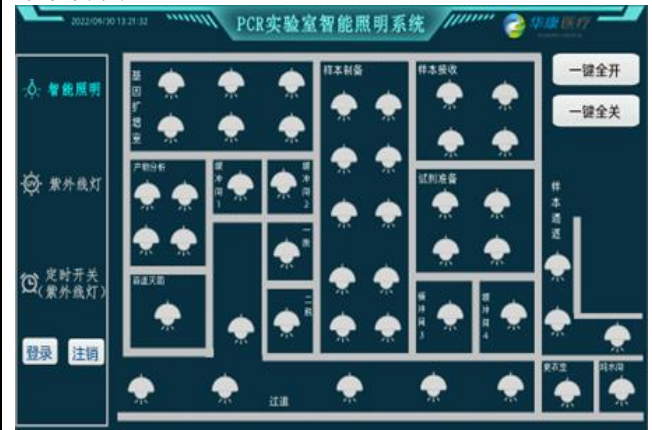 2022/09/30 13:21:32
PCR实验室智能照明系统
华康医疗
智能照明
紫外线灯
定时开关
(紫外线灯)
登录
注销
一键全开
一键全关
基因扩增室
样本制备
样本接收
产物分析
缓冲间1
缓冲间2
试剂准备
样本通道
一更
二更
高温灭菌
缓冲间3
缓冲间4
过道
更衣室
纯水间